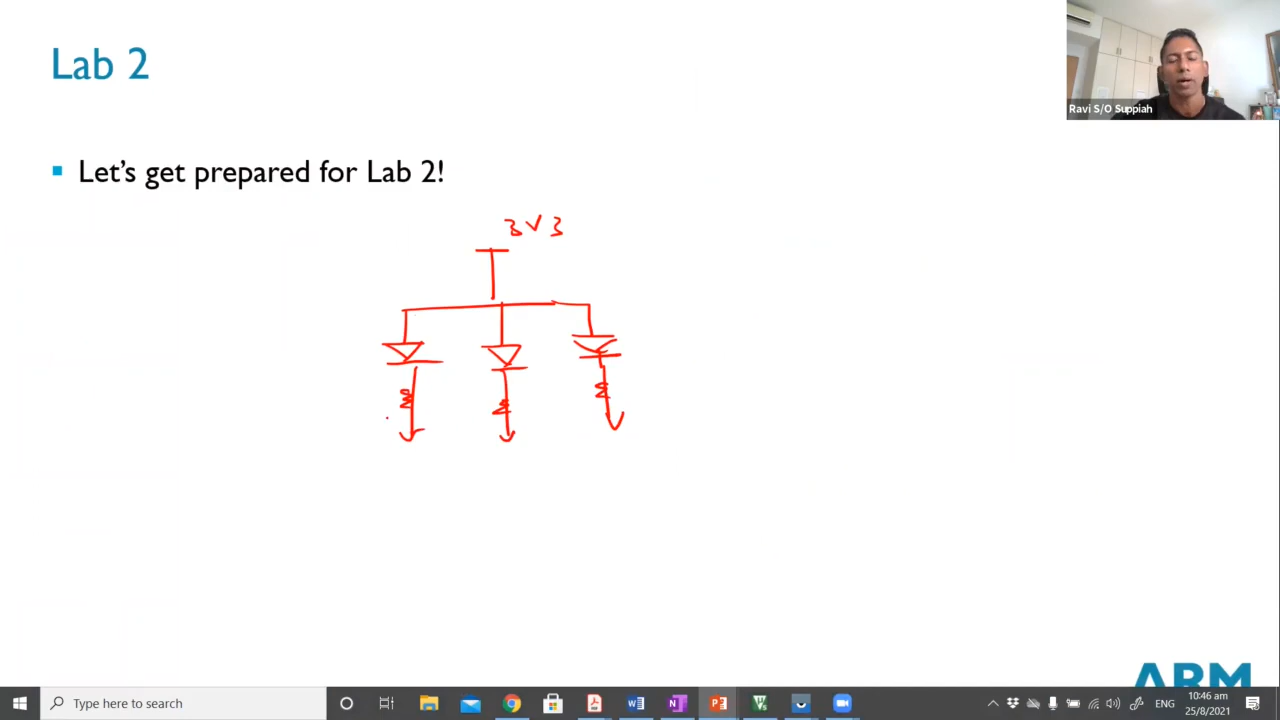 Lab 2
Ravi S/O Suppiah
▪ Let's get prepared for Lab 2!
3V3
ARM
Type here to search
ENG
10:46 am
25/8/2021